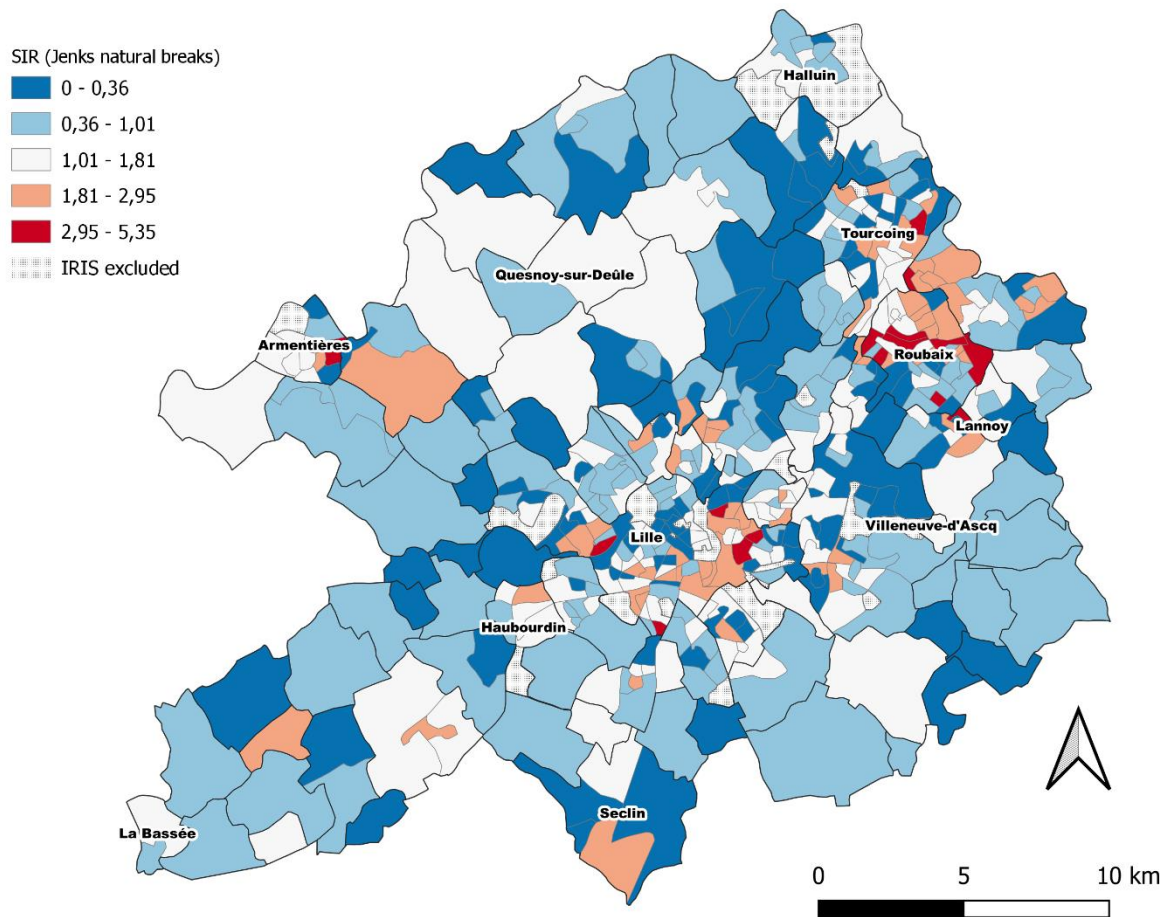 SIR (Jenks natural breaks)
0 - 0,36
0,36 - 1,01
1,01 - 1,81
1,81 - 2,95
2,95 - 5,35
IRIS excluded
Halluin
Tourcoing
Quesnoy-sur-Deûle
Armentières
Roubaix
Lannoy
Villeneuve-d'Ascq
Lille
Haubourdin
Seclin
La Bassée
0 5 10 km